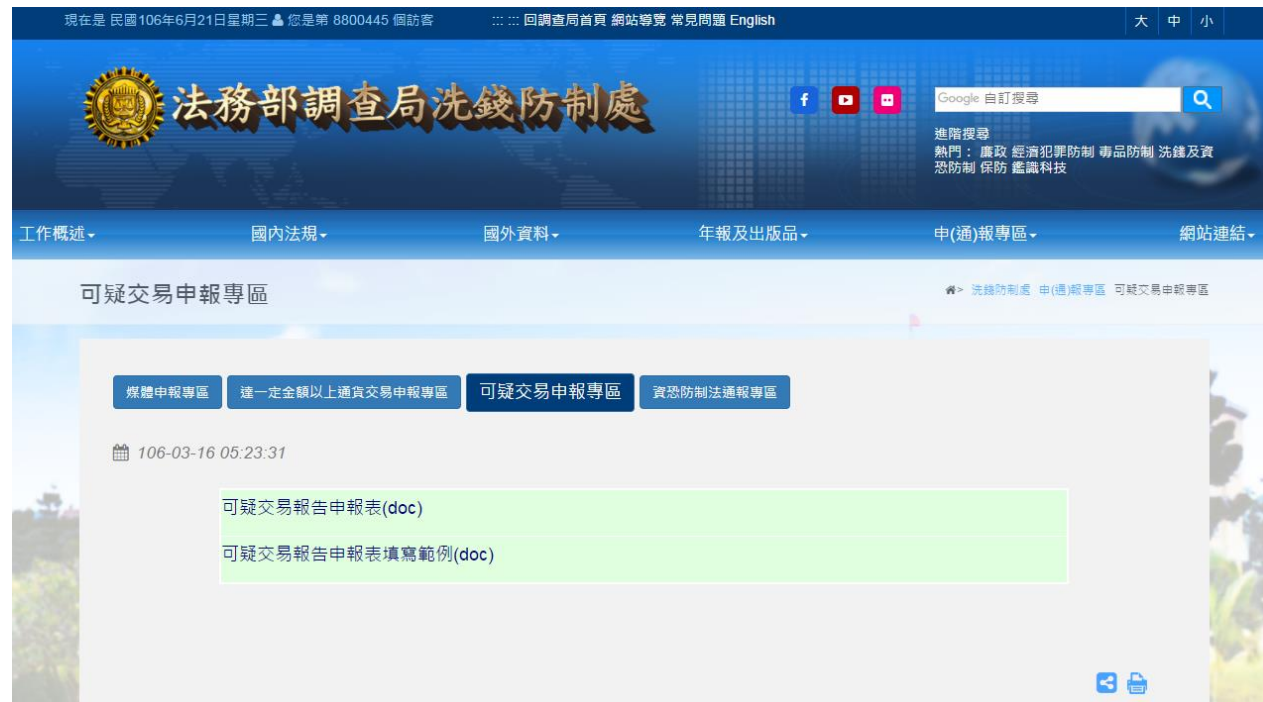 現在是 民國106年6月21日星期三 您是第 8800445 個訪客 ::: ::: 回調查局首頁 網站導覽 常見問題 English 大 中 小
法務部調查局洗錢防制處
Google 自訂搜尋
進階搜尋
熱門： 廉政 經濟犯罪防制 毒品防制 洗錢及資
恐防制 保防 鑑識科技
工作概述 國內法規 國外資料 年報及出版品 申(通)報專區 網站連結
可疑交易申報專區
> 洗錢防制處 申(通)報專區 可疑交易申報專區
媒體申報專區 達一定金額以上通貨交易申報專區 可疑交易申報專區 資恐防制法通報專區
106-03-16 05:23:31
可疑交易報告申報表(doc)
可疑交易報告申報表填寫範例(doc)